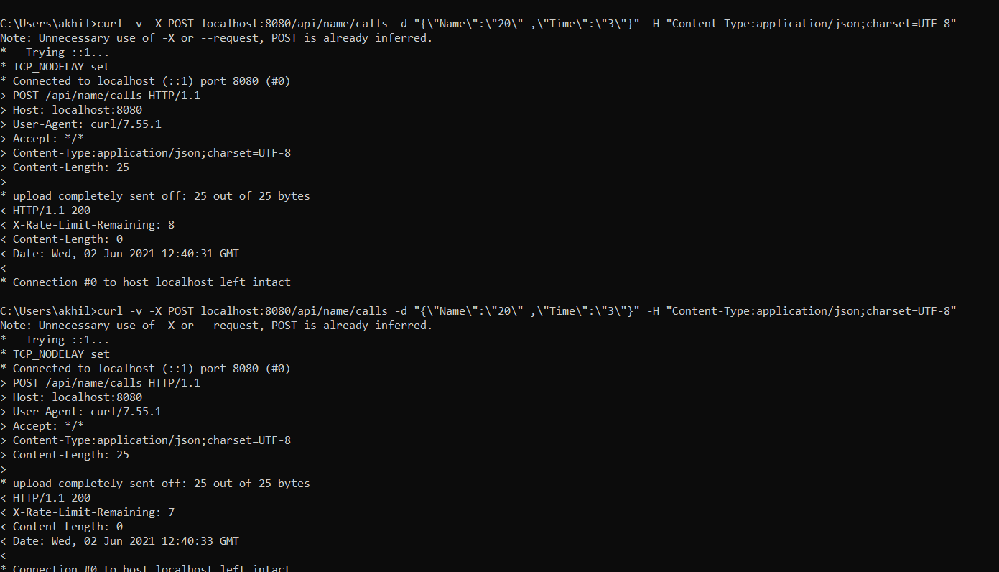 C:\Users\akhil>curl -v -X POST localhost:8080/api/name/calls -d "{\"Name\":\"20\" ,\"Time\":\"3\"}" -H "Content-Type:application/json;charset=UTF-8"
Note: Unnecessary use of -X or --request, POST is already inferred.
*   Trying ::1...
* TCP_NODELAY set
* Connected to localhost (::1) port 8080 (#0)
> POST /api/name/calls HTTP/1.1
> Host: localhost:8080
> User-Agent: curl/7.55.1
> Accept: */*
> Content-Type:application/json;charset=UTF-8
> Content-Length: 25
>
* upload completely sent off: 25 out of 25 bytes
< HTTP/1.1 200
< X-Rate-Limit-Remaining: 8
< Content-Length: 0
< Date: Wed, 02 Jun 2021 12:40:31 GMT
<
* Connection #0 to host localhost left intact
C:\Users\akhil>curl -v -X POST localhost:8080/api/name/calls -d "{\"Name\":\"20\" ,\"Time\":\"3\"}" -H "Content-Type:application/json;charset=UTF-8"
Note: Unnecessary use of -X or --request, POST is already inferred.
*   Trying ::1...
* TCP_NODELAY set
* Connected to localhost (::1) port 8080 (#0)
> POST /api/name/calls HTTP/1.1
> Host: localhost:8080
> User-Agent: curl/7.55.1
> Accept: */*
> Content-Type:application/json;charset=UTF-8
> Content-Length: 25
>
* upload completely sent off: 25 out of 25 bytes
< HTTP/1.1 200
< X-Rate-Limit-Remaining: 7
< Content-Length: 0
< Date: Wed, 02 Jun 2021 12:40:33 GMT
<
* Connection #0 to host localhost left intact